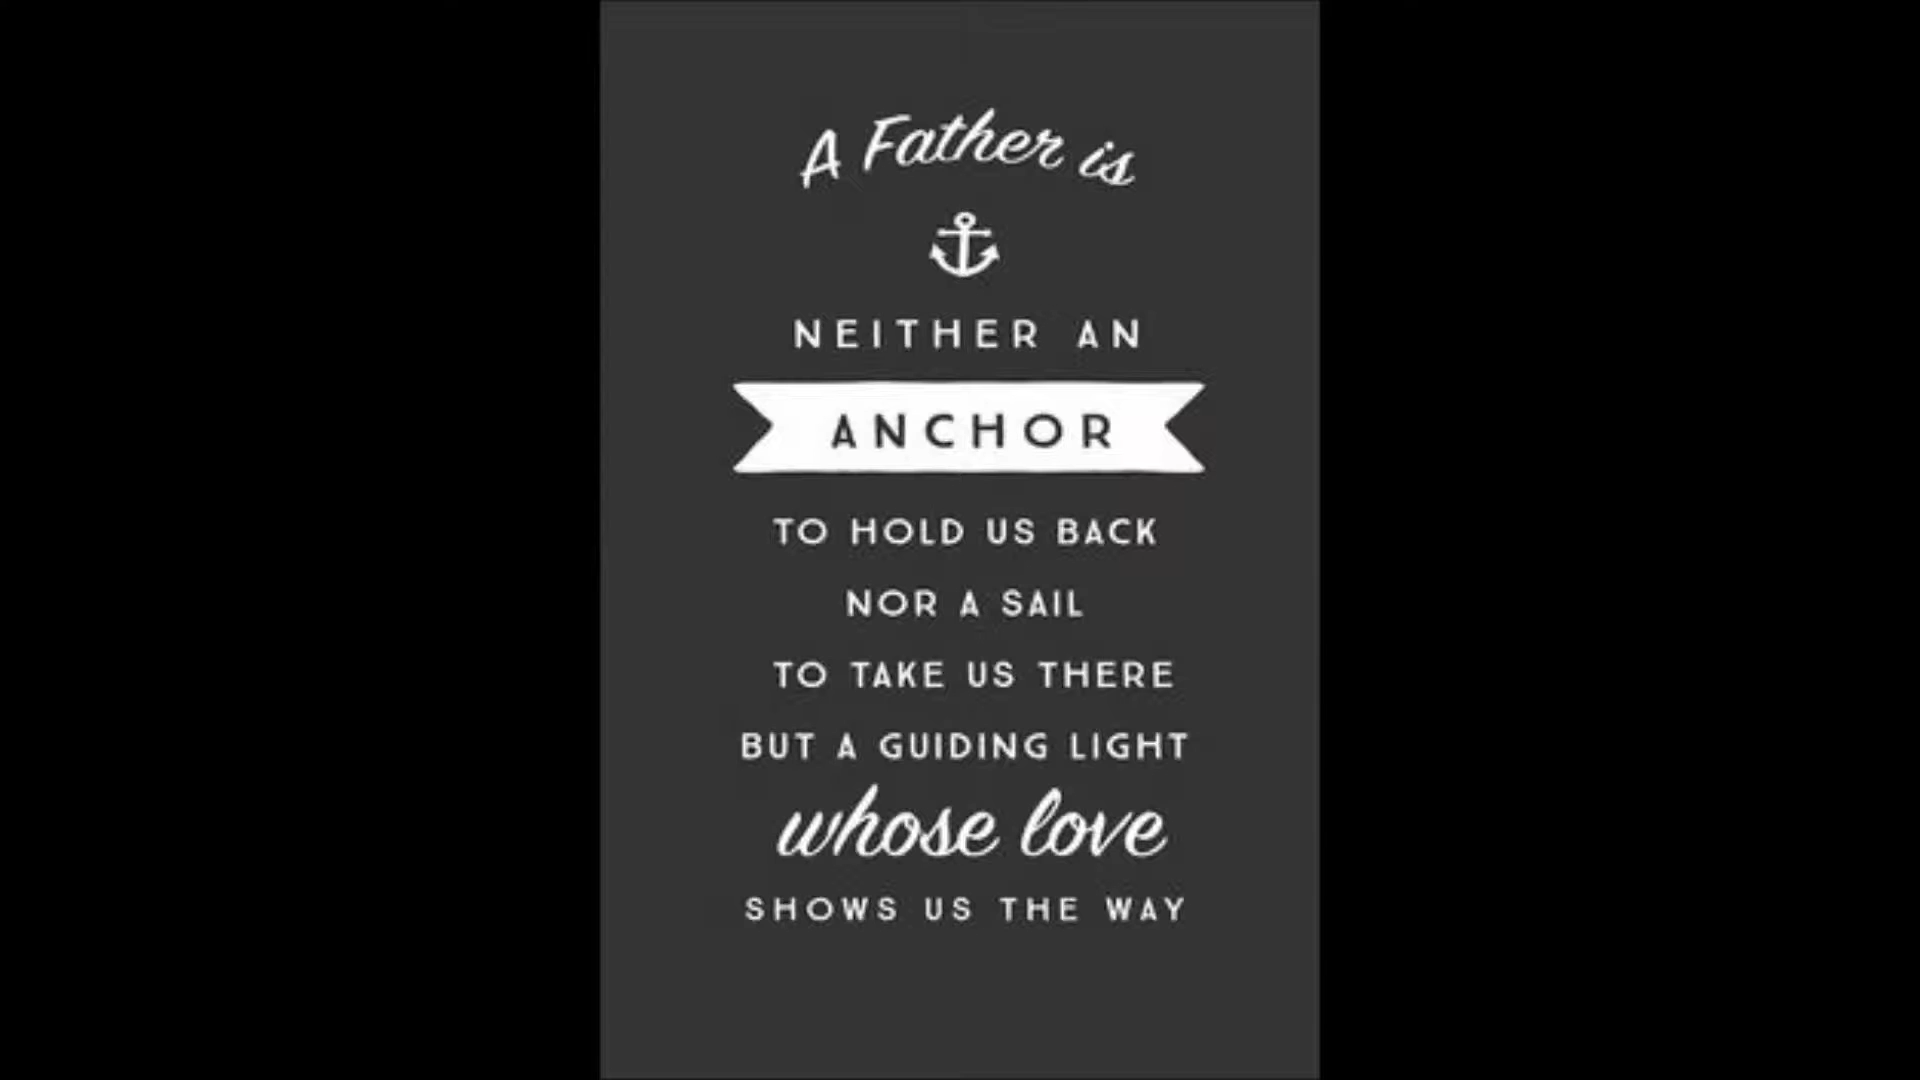 A Father is
NEITHER AN
ANCHOR
TO HOLD US BACK
NOR A SAIL
TO TAKE US THERE
BUT A GUIDING LIGHT
whose love
SHOWS US THE WAY